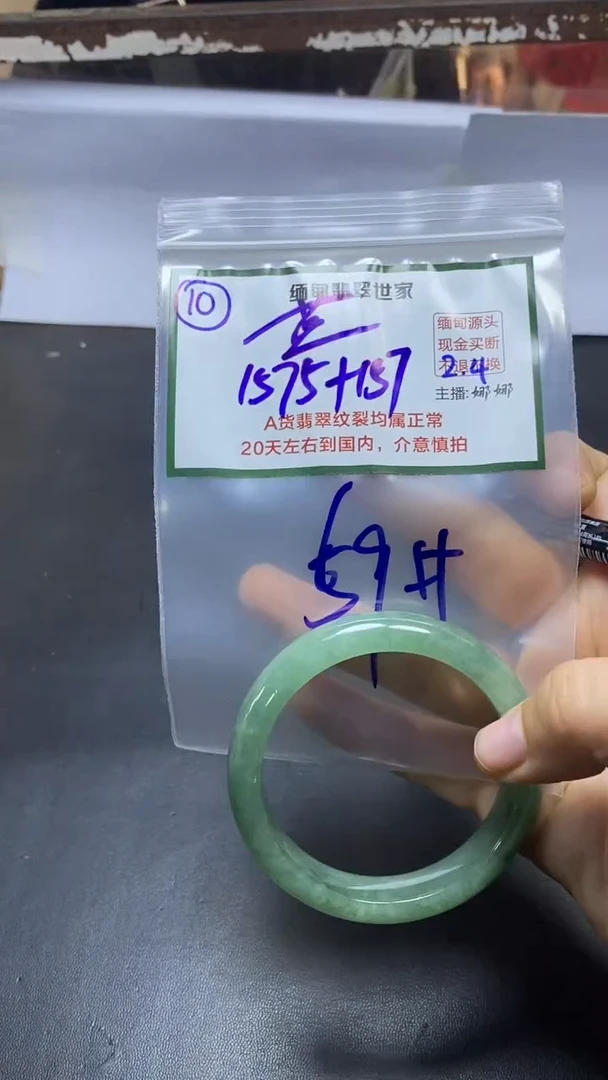 ⑩
缅甸翡翠世家
缅甸源头
现金买断
不退不换
1575+157
2.4
主播:娜娜
A货翡翠纹裂均属正常
20天左右到国内，介意慎拍
59#